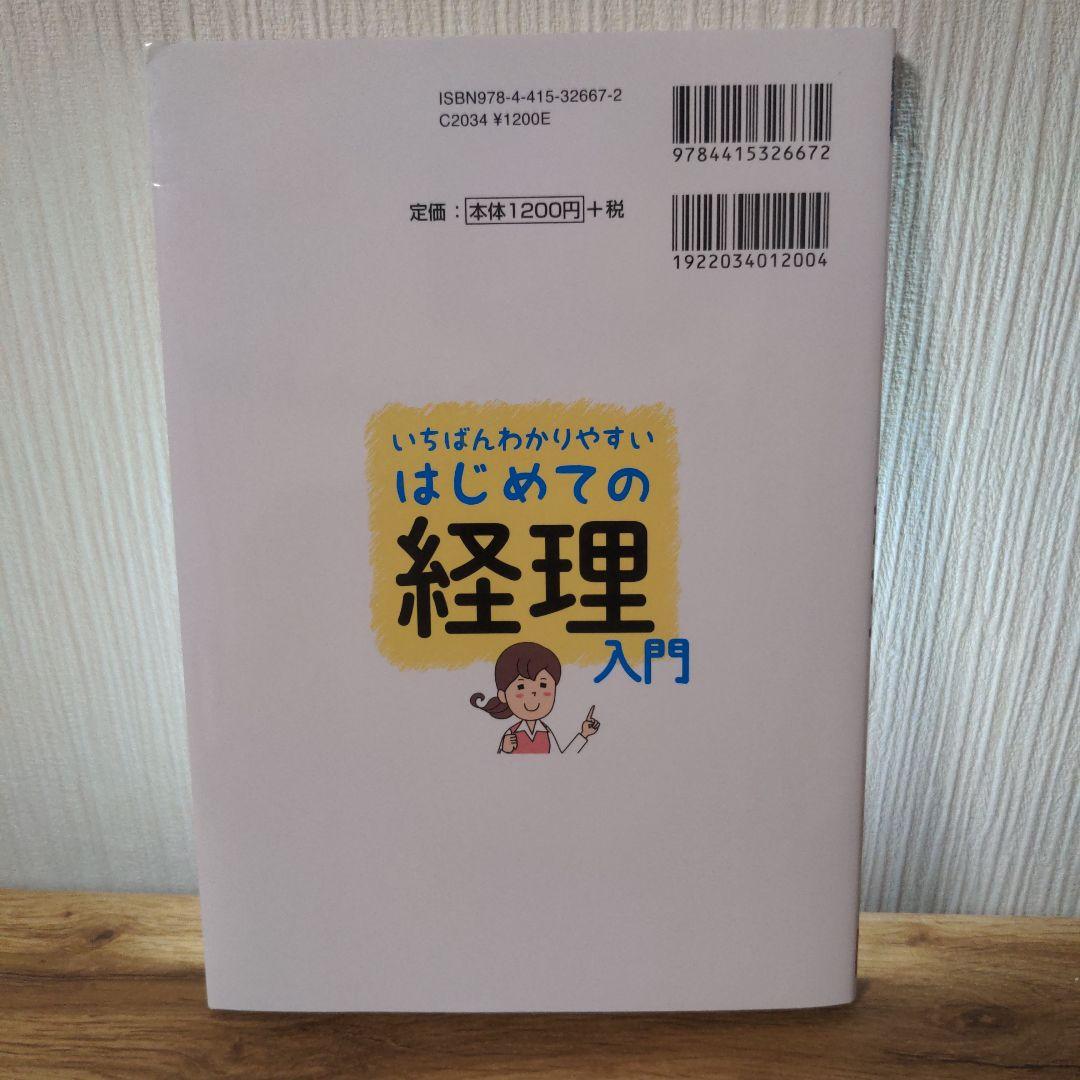 ISBN978-4-415-32667-2
C2034 ¥1200E
9784415326672
定価：本体1200円+税
1922034012004
いちばんわかりやすい
はじめての
経理
入門